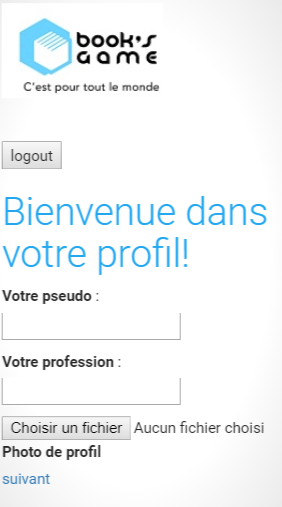 book's
game
C'est pour tout le monde
logout
Bienvenue dans
votre profil!
Votre pseudo :
Votre profession :
Choisir un fichier Aucun fichier choisi
Photo de profil
suivant